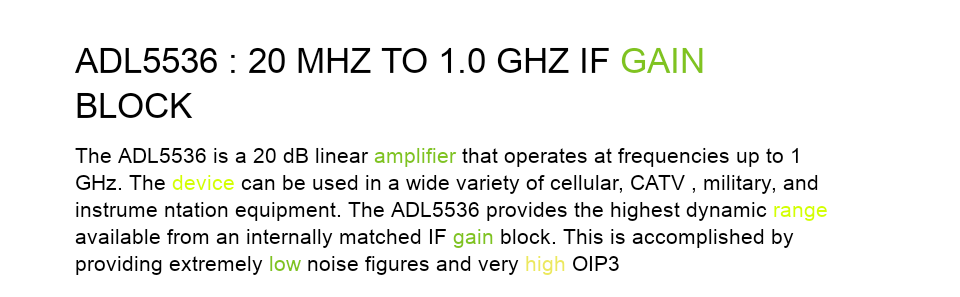 ADL5536 : 20 MHZ TO 1.0 GHZ IF GAIN
BLOCK
The ADL5536 is a 20 dB linear amplifier that operates at frequencies up to 1
GHz. The device can be used in a wide variety of cellular, CATV , military, and
instrume ntation equipment. The ADL5536 provides the highest dynamic range
available from an internally matched IF gain block. This is accomplished by
providing extremely low noise figures and very high OIP3